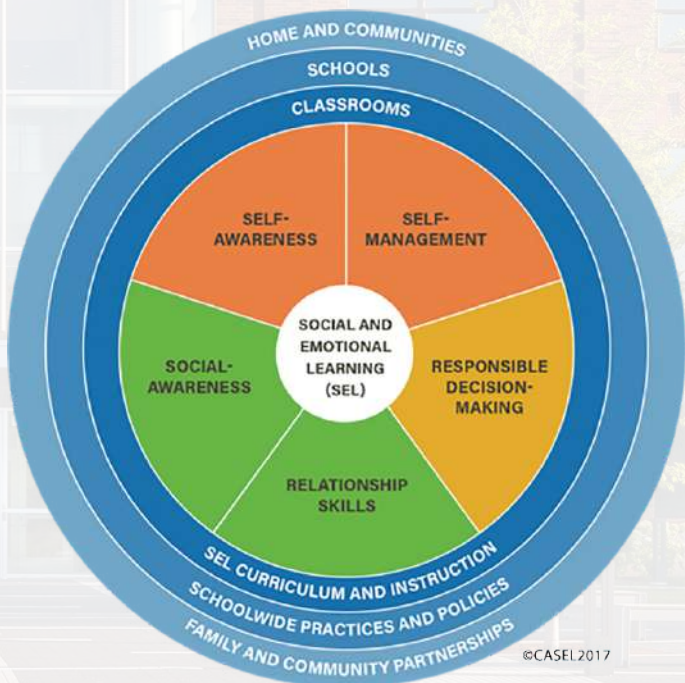 HOME AND COMMUNITIES
SCHOOLS
CLASSROOMS
SELF-
AWARENESS
SELF-
MANAGEMENT
SOCIAL AND
EMOTIONAL
LEARNING
(SEL)
SOCIAL-
AWARENESS
RESPONSIBLE
DECISION-
MAKING
RELATIONSHIP
SKILLS
SEL CURRICULUM AND INSTRUCTION
SCHOOLWIDE PRACTICES AND POLICIES
FAMILY AND COMMUNITY PARTNERSHIPS
©CASEL2017